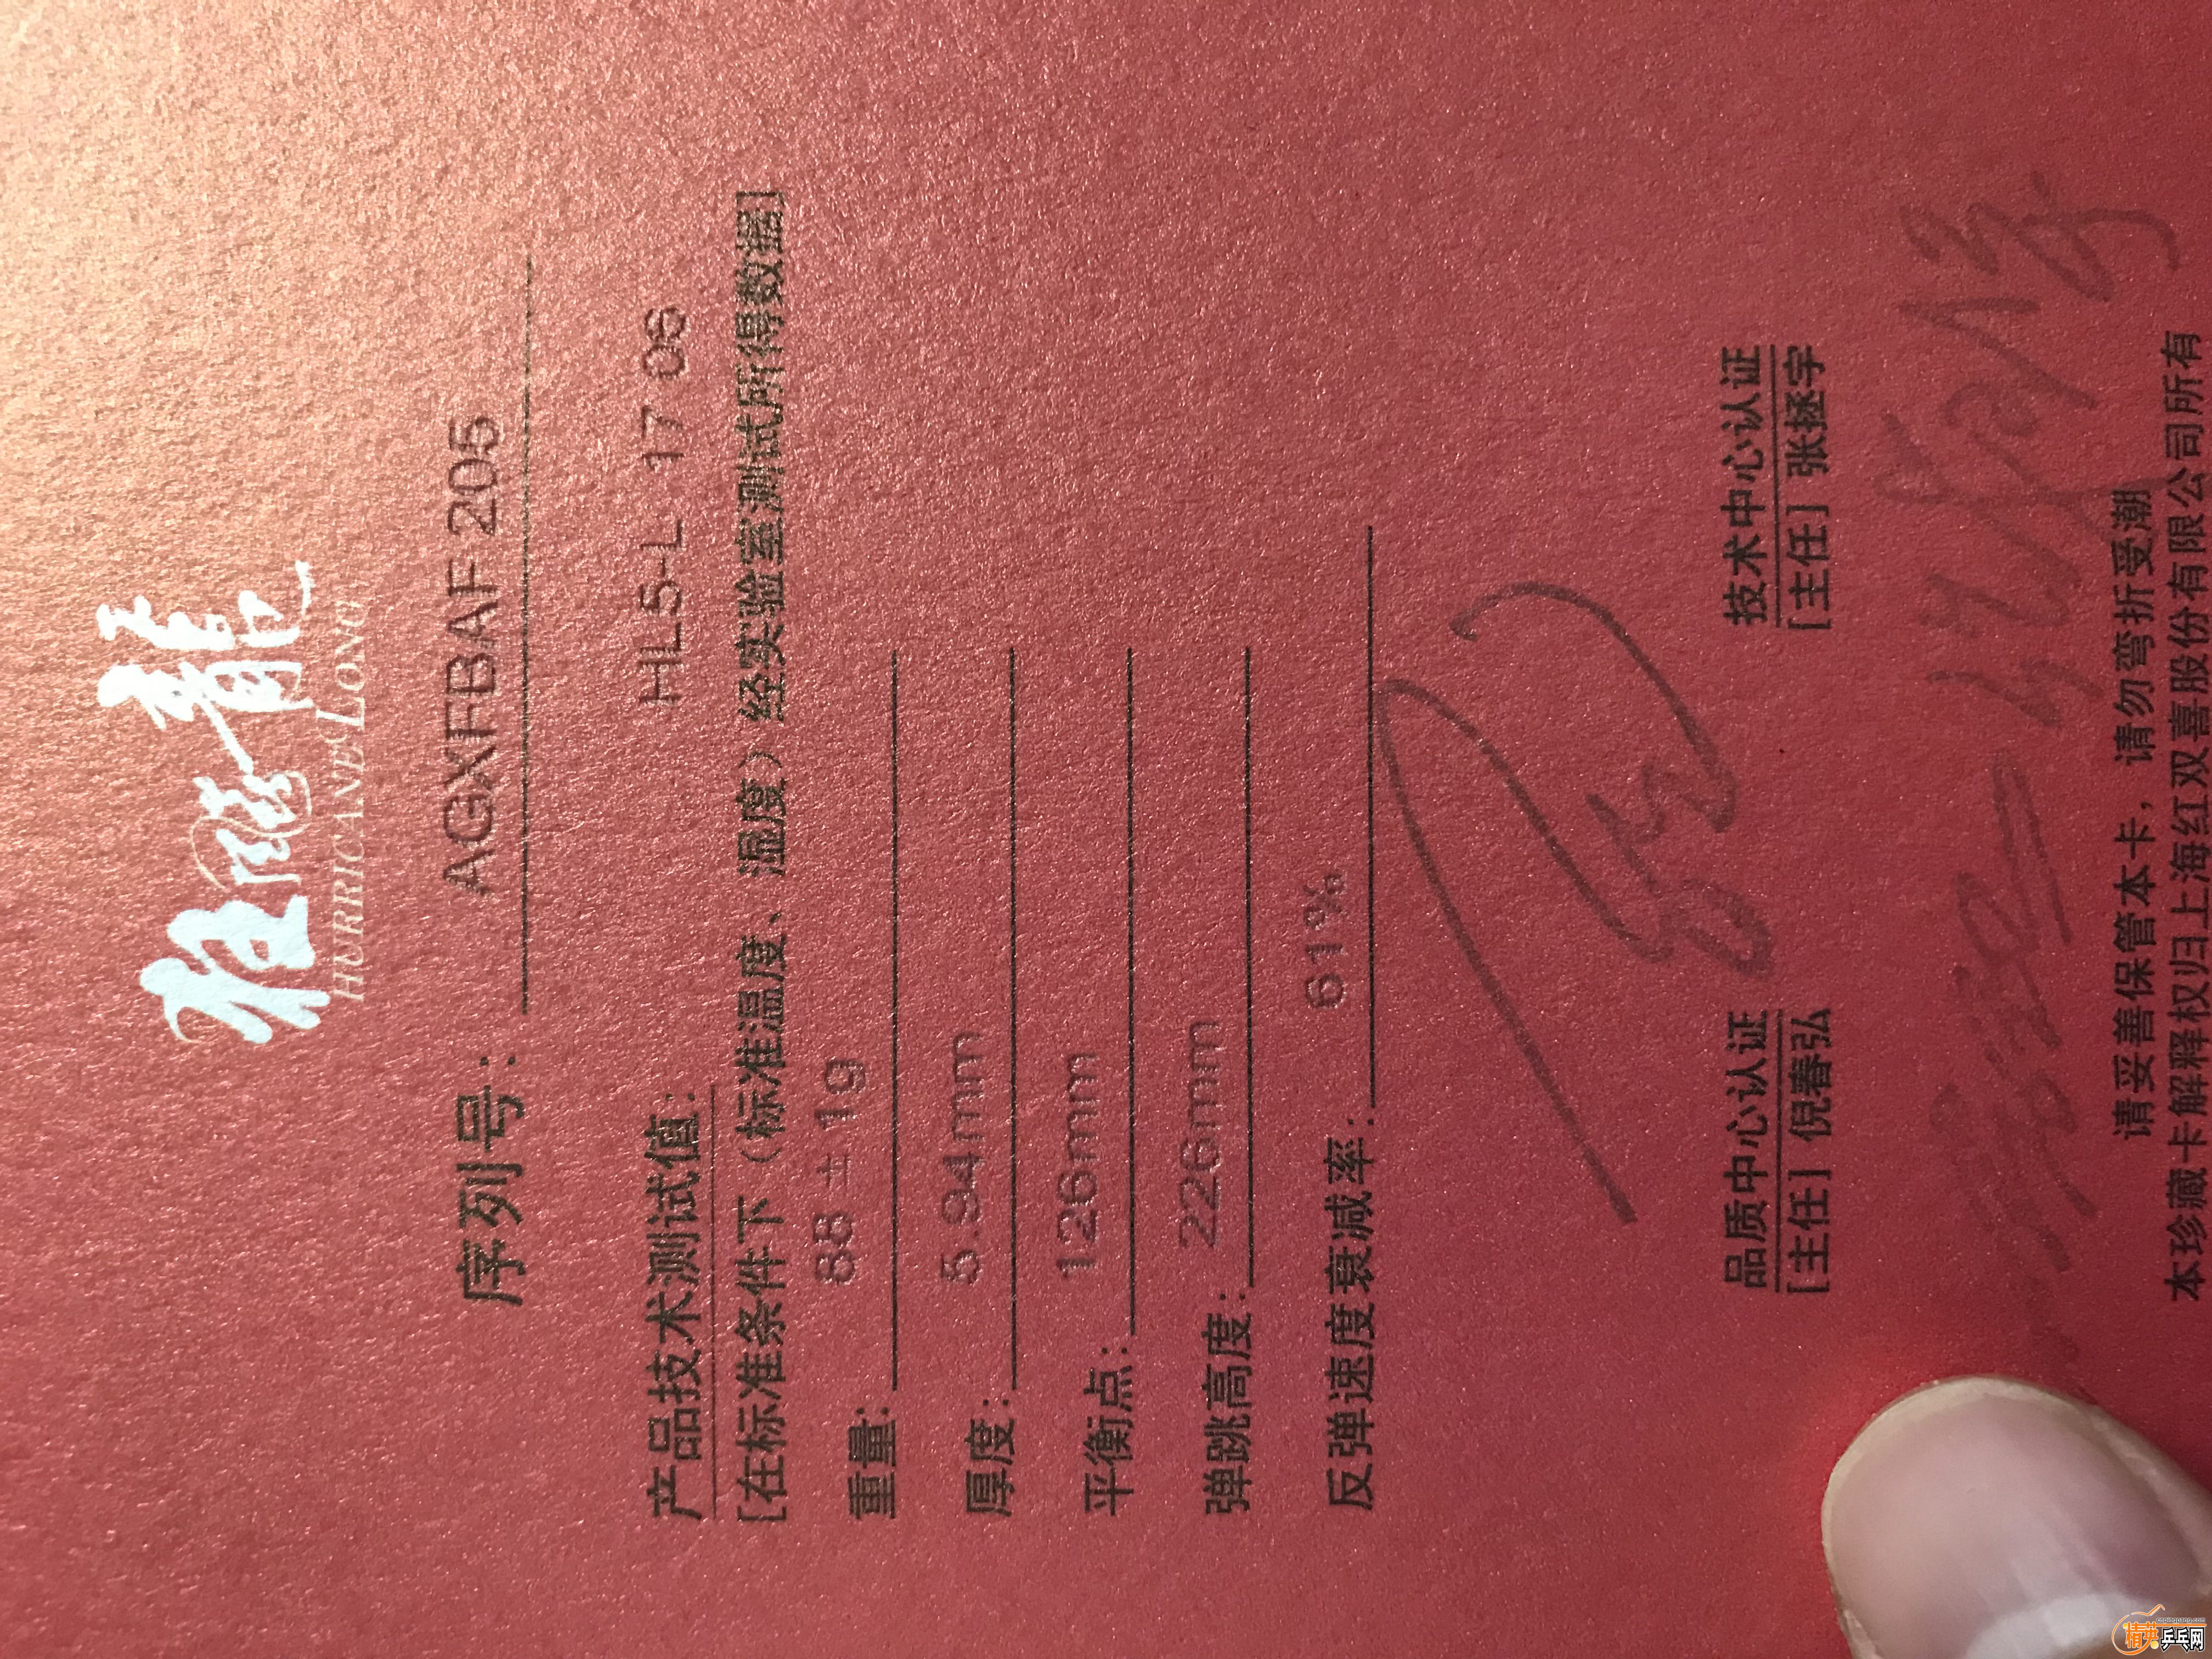 狂飚龍
HURRICANE LONG
序列号: AGXFBAF 205
产品技术测试值: HL5-L 17 06
[在标准条件下（标准温度、湿度）经实验室测试所得数据]
重量: 88±1g
厚度: 5.94mm
平衡点: 126mm
弹跳高度: 226mm
反弹速度衰减率: 61%
品质中心认证 技术中心认证
[主任] 倪春弘 [主任] 张拯宇
请妥善保管本卡，请勿弯折受潮
本珍藏卡解释权归上海红双喜股份有限公司所有
精英乒乓网